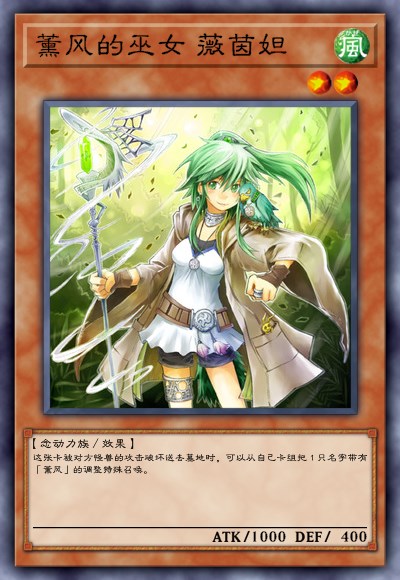 薰风的巫女 薇茵妲
風
【念动力族／效果】
这张卡被对方怪兽的攻击破坏送去墓地时，可以从自己卡组把1只名字带有
「薰风」的调整特殊召唤。
ATK/1000 DEF/ 400